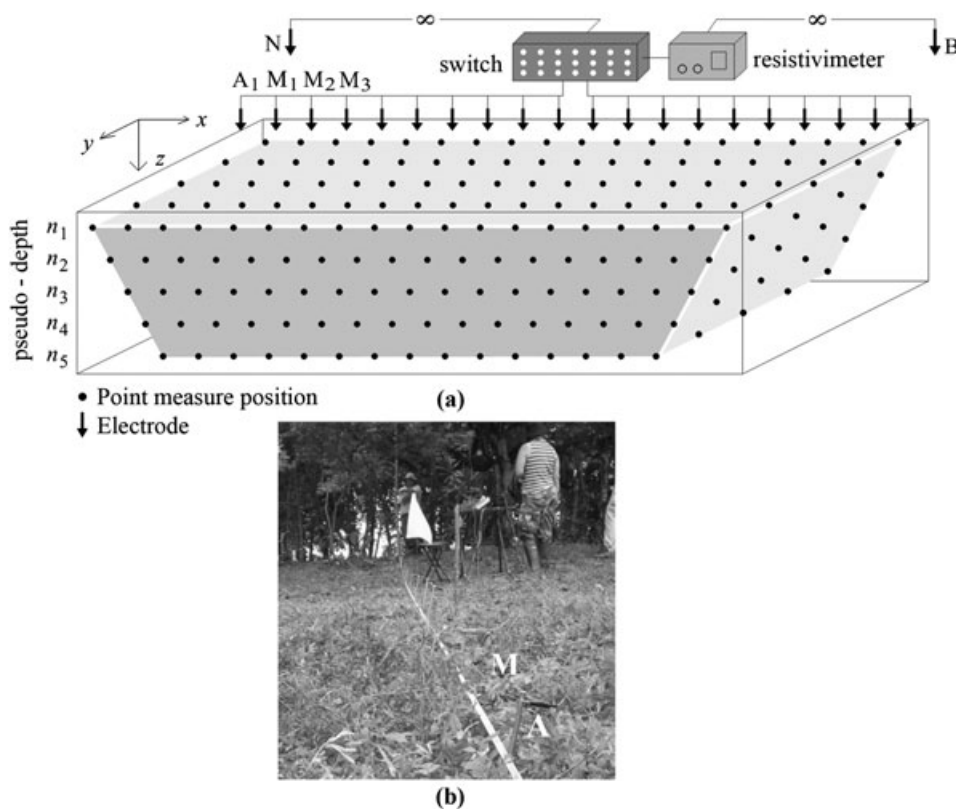 ∞ ∞
N B
switch resistivimeter
A₁ M₁ M₂ M₃
x
y
z
pseudo - depth
n₁
n₂
n₃
n₄
n₅
• Point measure position
(a)
Electrode
M
A
(b)